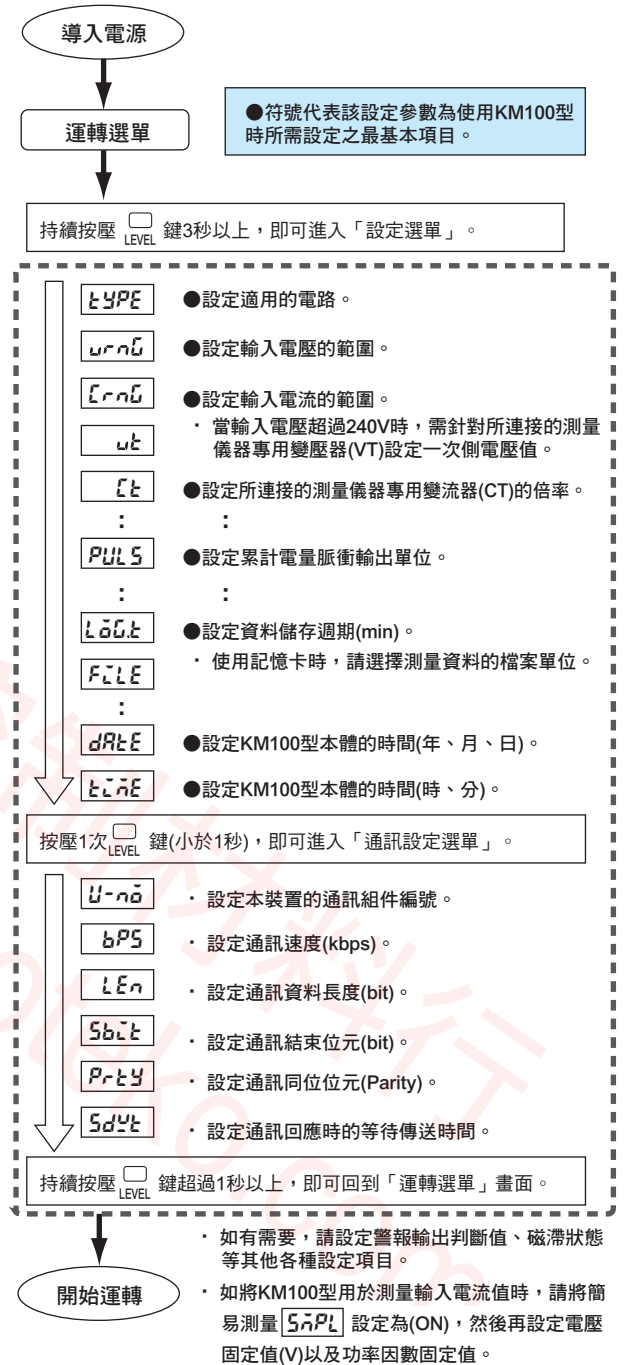 導入電源
運轉選單
●符號代表該設定參數為使用KM100型
時所需設定之最基本項目。
持續按壓 LEVEL 鍵3秒以上，即可進入「設定選單」。
tYPE ●設定適用的電路。
vrnG ●設定輸入電壓的範圍。
CrnG ●設定輸入電流的範圍。
・ 當輸入電壓超過240V時，需針對所連接的測量
vt 儀器專用變壓器(VT)設定一次側電壓值。
Ct ●設定所連接的測量儀器專用變流器(CT)的倍率。
： ：
PULS ●設定累計電量脈衝輸出單位。
： ：
LoG.t ●設定資料儲存週期(min)。
FiLE ・ 使用記憶卡時，請選擇測量資料的檔案單位。
：
dAtE ●設定KM100型本體的時間(年、月、日)。
tiME ●設定KM100型本體的時間(時、分)。
按壓1次 LEVEL 鍵(小於1秒)，即可進入「通訊設定選單」。
U-no ・ 設定本裝置的通訊組件編號。
bPS ・ 設定通訊速度(kbps)。
LEn ・ 設定通訊資料長度(bit)。
Sbit ・ 設定通訊結束位元(bit)。
PrtY ・ 設定通訊同位位元(Parity)。
Sdwt ・ 設定通訊回應時的等待傳送時間。
持續按壓 LEVEL 鍵超過1秒以上，即可回到「運轉選單」畫面。
・ 如有需要，請設定警報輸出判斷值、磁滯狀態
等其他各種設定項目。
開始運轉
・ 如將KM100型用於測量輸入電流值時，請將簡
易測量 SMPL 設定為(ON)，然後再設定電壓
固定值(V)以及功率因數固定值。